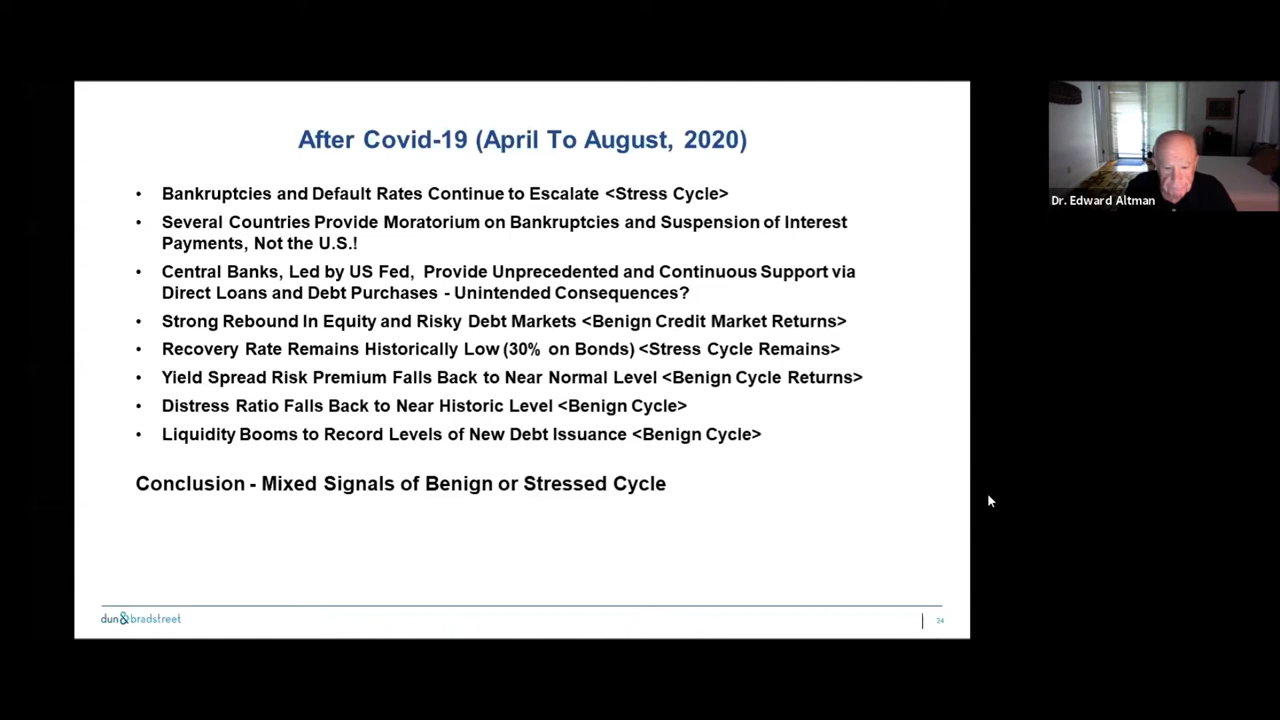 After Covid-19 (April To August, 2020)
• Bankruptcies and Default Rates Continue to Escalate <Stress Cycle>
• Several Countries Provide Moratorium on Bankruptcies and Suspension of Interest
Payments, Not the U.S.!
• Central Banks, Led by US Fed, Provide Unprecedented and Continuous Support via
Direct Loans and Debt Purchases - Unintended Consequences?
• Strong Rebound In Equity and Risky Debt Markets <Benign Credit Market Returns>
• Recovery Rate Remains Historically Low (30% on Bonds) <Stress Cycle Remains>
• Yield Spread Risk Premium Falls Back to Near Normal Level <Benign Cycle Returns>
• Distress Ratio Falls Back to Near Historic Level <Benign Cycle>
• Liquidity Booms to Record Levels of New Debt Issuance <Benign Cycle>
Conclusion - Mixed Signals of Benign or Stressed Cycle
dun&bradstreet
24
Dr. Edward Altman